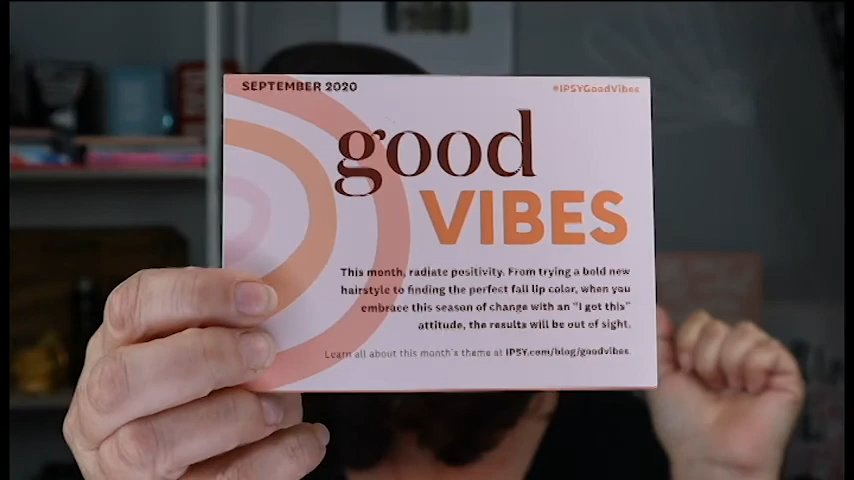 SEPTEMBER 2020
#IPSYGoodVibes
good
VIBES
This month, radiate positivity. From trying a bold new
hairstyle to finding the perfect fall lip color, when you
embrace this season of change with an "I got this"
attitude, the results will be out of sight.
Learn all about this month's theme at IPSY.com/blog/goodvibes.